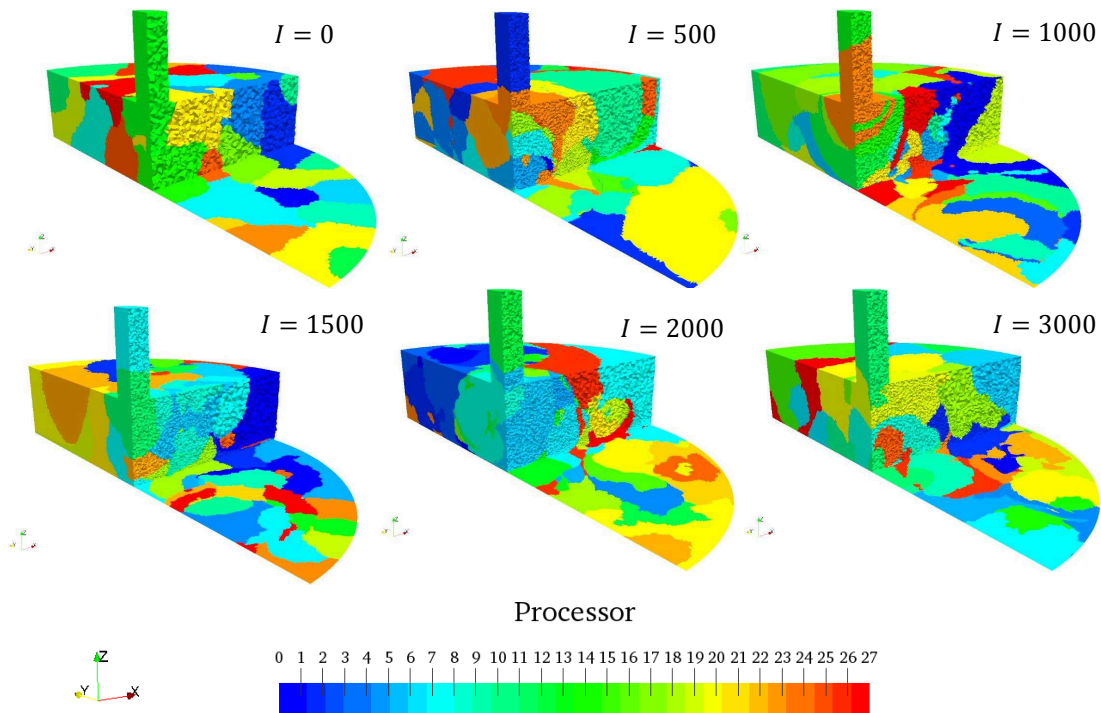 I = 0
I = 500
I = 1000
I = 1500
I = 2000
I = 3000
Processor
0 1 2 3 4 5 6 7 8 9 10 11 12 13 14 15 16 17 18 19 20 21 22 23 24 25 26 27
Z
Y X